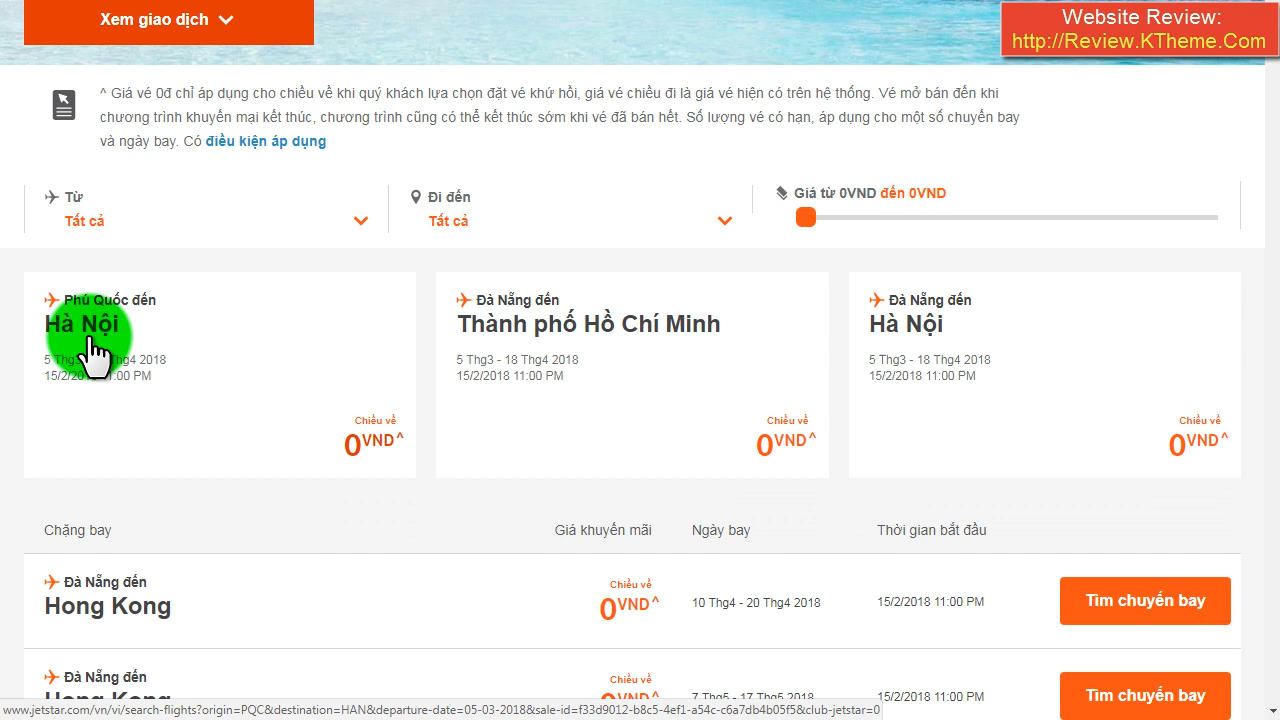 Xem giao dịch
Website Review:
http://Review.KTheme.Com
^ Giá vé 0đ chỉ áp dụng cho chiều về khi quý khách lựa chọn đặt vé khứ hồi, giá vé chiều đi là giá vé hiện có trên hệ thống. Vé mở bán đến khi
chương trình khuyến mại kết thúc, chương trình cũng có thể kết thúc sớm khi vé đã bán hết. Số lượng vé có hạn, áp dụng cho một số chuyến bay
và ngày bay. Có điều kiện áp dụng
Từ
Tất cả
Đi đến
Tất cả
Giá từ 0VND đến 0VND
Phú Quốc đến
Hà Nội
5 Thg Thg4 2018
15/2/20 :00 PM
Chiều về
0VND^
Đà Nẵng đến
Thành phố Hồ Chí Minh
5 Thg3 - 18 Thg4 2018
15/2/2018 11:00 PM
Chiều về
0VND^
Đà Nẵng đến
Hà Nội
5 Thg3 - 18 Thg4 2018
15/2/2018 11:00 PM
Chiều về
0VND^
Chặng bay Giá khuyến mãi Ngày bay Thời gian bắt đầu
Đà Nẵng đến
Hong Kong
Chiều về
0VND^
10 Thg4 - 20 Thg4 2018
15/2/2018 11:00 PM
Tìm chuyến bay
Đà Nẵng đến
Hong Kong
Chiều về
0VND^
7 Thg5 - 17 Thg5 2018
15/2/2018 11:00 PM
Tìm chuyến bay
www.jetstar.com/vn/vi/search-flights?origin=PQC&destination=HAN&departure-date=05-03-2018&sale-id=f33d9012-b8c5-4ef1-a54c-c6a7db4b05f5&club-jetstar=0